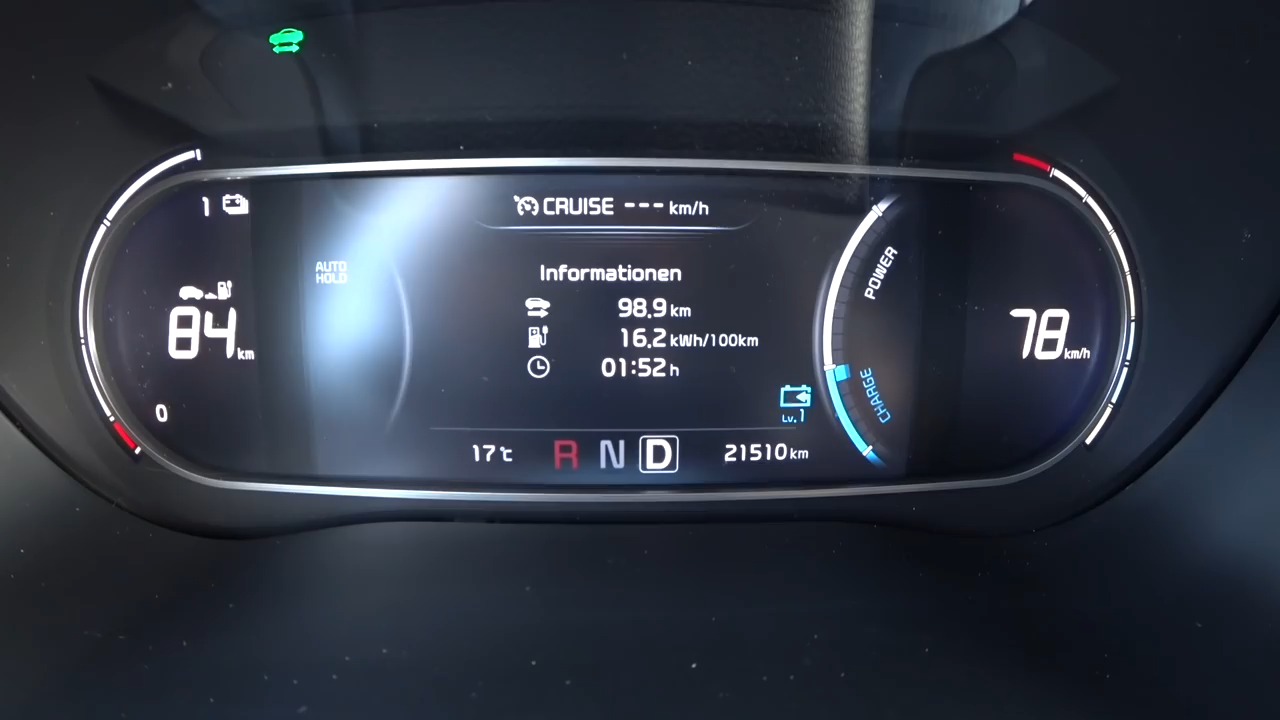 CRUISE --- km/h
1
AUTO
HOLD
Informationen
POWER
98.9 km
84 km
16.2 kWh/100km
78 km/h
01:52 h
CHARGE
0
Lv.1
17℃
R N D
21510 km